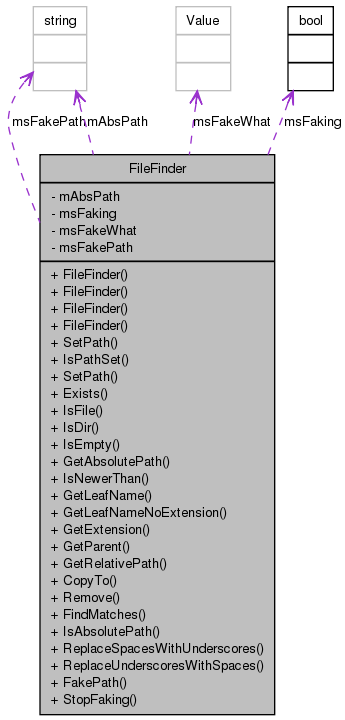 string
Value
bool
msFakePath
mAbsPath
msFakeWhat
msFaking
FileFinder
- mAbsPath
- msFaking
- msFakeWhat
- msFakePath
+ FileFinder()
+ FileFinder()
+ FileFinder()
+ FileFinder()
+ SetPath()
+ IsPathSet()
+ SetPath()
+ Exists()
+ IsFile()
+ IsDir()
+ IsEmpty()
+ GetAbsolutePath()
+ IsNewerThan()
+ GetLeafName()
+ GetLeafNameNoExtension()
+ GetExtension()
+ GetParent()
+ GetRelativePath()
+ CopyTo()
+ Remove()
+ FindMatches()
+ IsAbsolutePath()
+ ReplaceSpacesWithUnderscores()
+ ReplaceUnderscoresWithSpaces()
+ FakePath()
+ StopFaking()